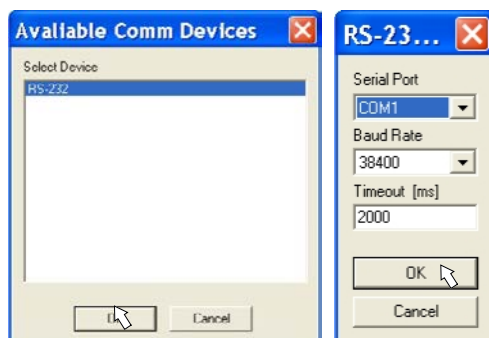 Available Comm Devices
Select Device
RS-232
Cancel
RS-23...
Serial Port
COM1
Baud Rate
38400
Timeout [ms]
2000
OK
Cancel